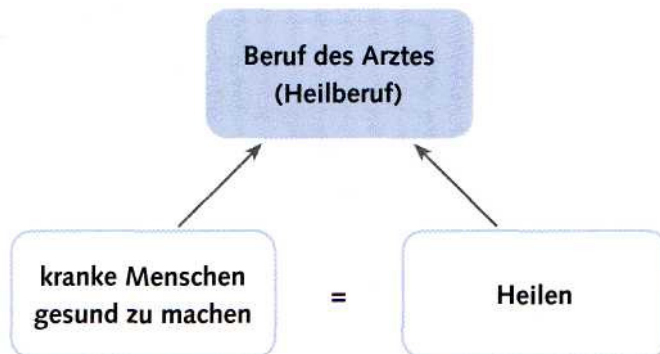 Beruf des Arztes
(Heilberuf)
kranke Menschen
gesund zu machen
=
Heilen